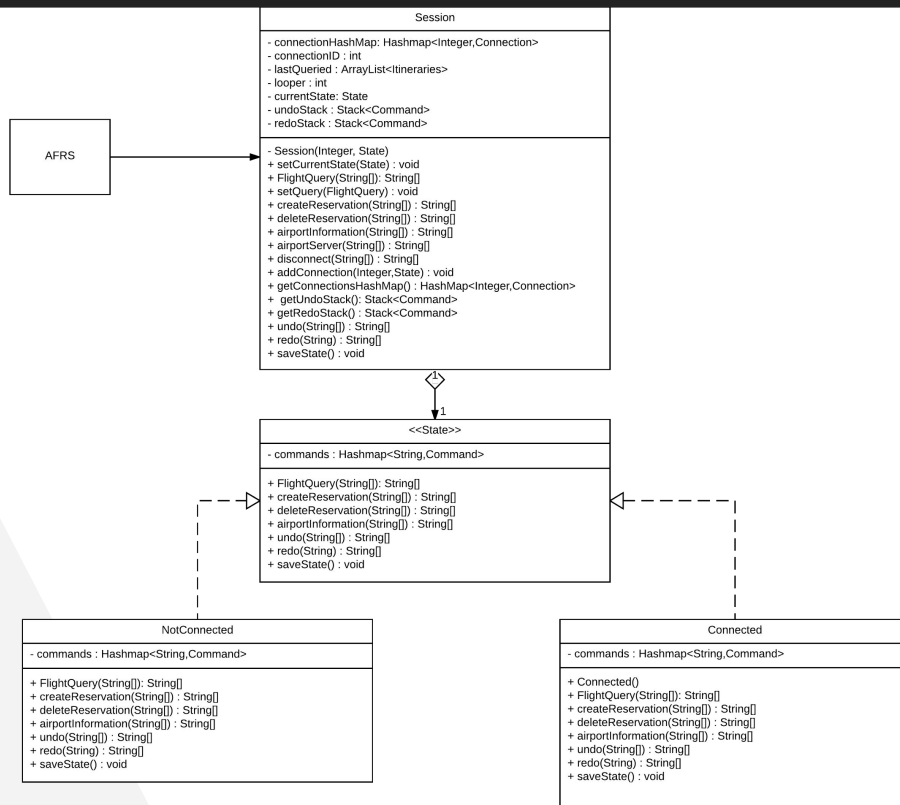 Session
- connectionHashMap: Hashmap<Integer,Connection>
- connectionID : int
- lastQueried : ArrayList<Itineraries>
- looper : int
- currentState: State
- undoStack : Stack<Command>
- redoStack : Stack<Command>
AFRS
- Session(Integer, State)
+ setCurrentState(State) : void
+ FlightQuery(String[]): String[]
+ setQuery(FlightQuery) : void
+ createReservation(String[]) : String[]
+ deleteReservation(String[]) : String[]
+ airportInformation(String[]) : String[]
+ airportServer(String[]) : String[]
+ disconnect(String[]) : String[]
+ addConnection(Integer,State) : void
+ getConnectionsHashMap() : HashMap<Integer,Connection>
+  getUndoStack(): Stack<Command>
+ getRedoStack() : Stack<Command>
+ undo(String[]) : String[]
+ redo(String) : String[]
+ saveState() : void
1
1
<<State>>
- commands : Hashmap<String,Command>
+ FlightQuery(String[]): String[]
+ createReservation(String[]) : String[]
+ deleteReservation(String[]) : String[]
+ airportInformation(String[]) : String[]
+ undo(String[]) : String[]
+ redo(String) : String[]
+ saveState() : void
NotConnected
- commands : Hashmap<String,Command>
+ FlightQuery(String[]): String[]
+ createReservation(String[]) : String[]
+ deleteReservation(String[]) : String[]
+ airportInformation(String[]) : String[]
+ undo(String[]) : String[]
+ redo(String) : String[]
+ saveState() : void
Connected
- commands : Hashmap<String,Command>
+ Connected()
+ FlightQuery(String[]): String[]
+ createReservation(String[]) : String[]
+ deleteReservation(String[]) : String[]
+ airportInformation(String[]) : String[]
+ undo(String[]) : String[]
+ redo(String) : String[]
+ saveState() : void